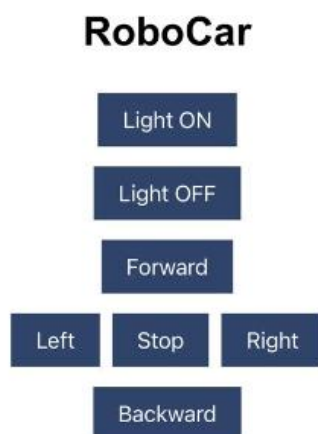 RoboCar
Light ON
Light OFF
Forward
Left Stop Right
Backward